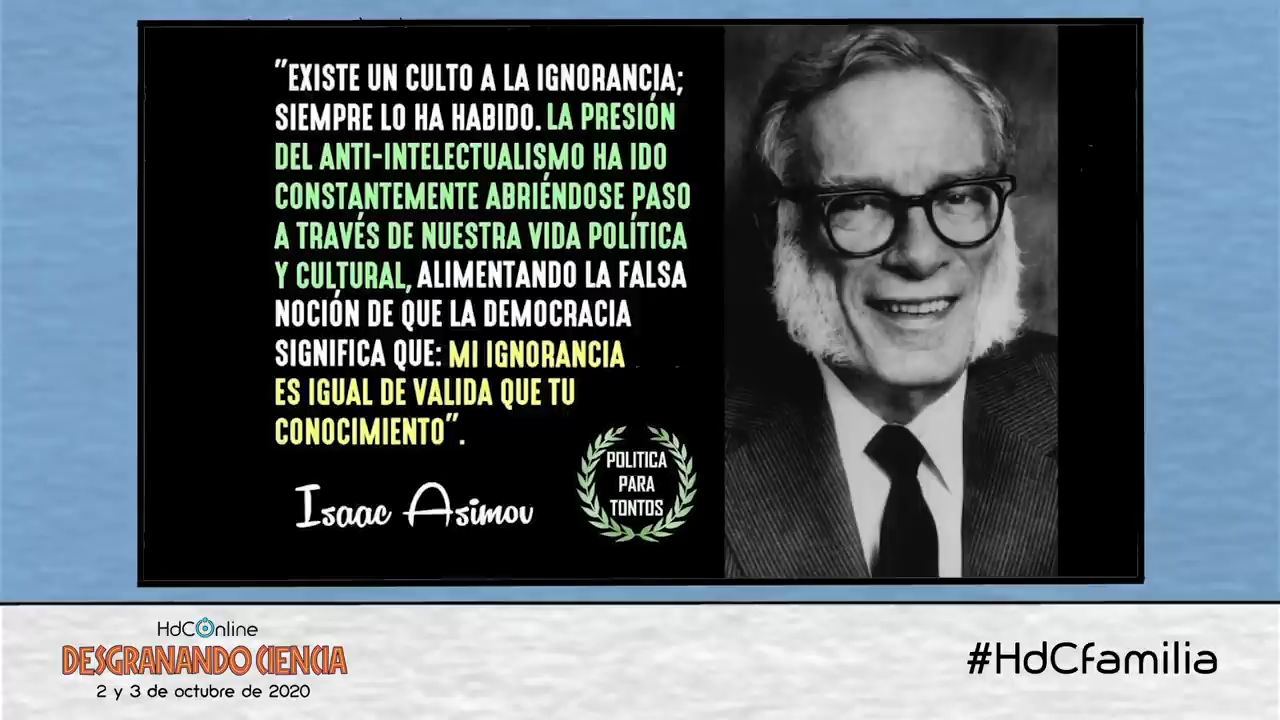 "EXISTE UN CULTO A LA IGNORANCIA;
SIEMPRE LO HA HABIDO. LA PRESIÓN
DEL ANTI-INTELECTUALISMO HA IDO
CONSTANTEMENTE ABRIÉNDOSE PASO
A TRAVÉS DE NUESTRA VIDA POLÍTICA
Y CULTURAL, ALIMENTANDO LA FALSA
NOCIÓN DE QUE LA DEMOCRACIA
SIGNIFICA QUE: MI IGNORANCIA
ES IGUAL DE VALIDA QUE TU
CONOCIMIENTO".
Isaac Asimov
POLITICA
PARA
TONTOS
HdCOnline
DESGRANANDO CIENCIA
2 y 3 de octubre de 2020
#HdCfamilia